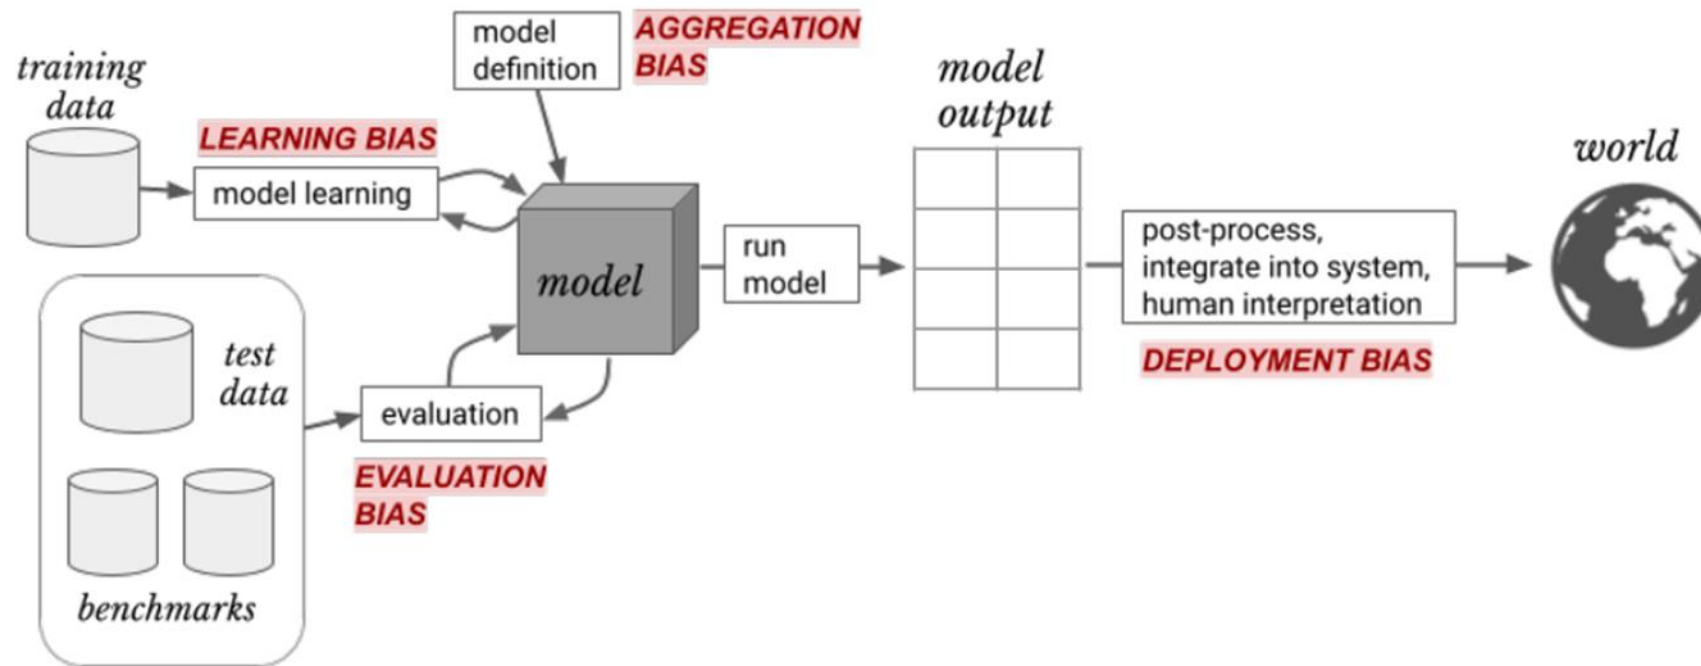 training
data
LEARNING BIAS
model learning
model
definition
AGGREGATION
BIAS
model
test
data
benchmarks
evaluation
EVALUATION
BIAS
run
model
model
output
post-process,
integrate into system,
human interpretation
DEPLOYMENT BIAS
world